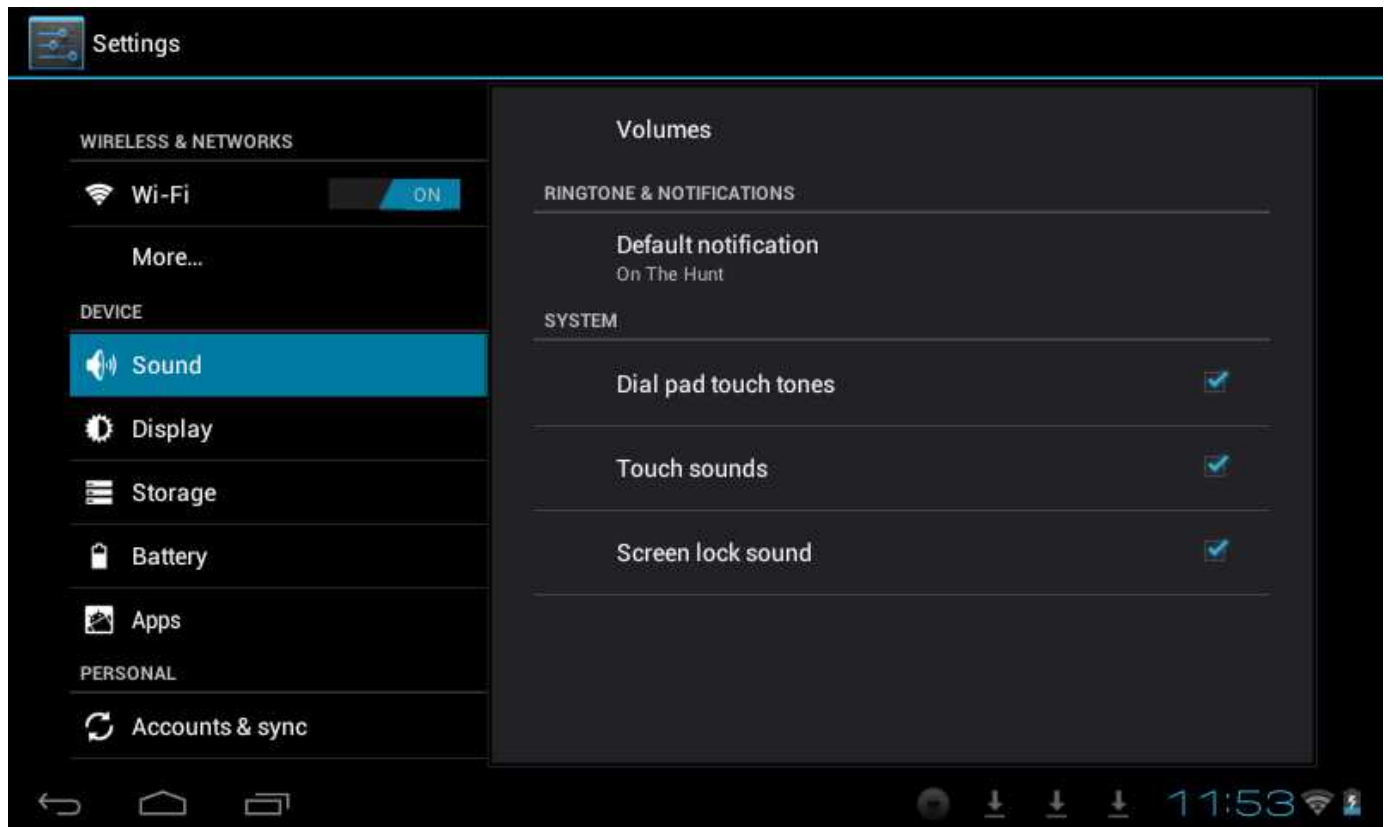 Settings
WIRELESS & NETWORKS
Wi-Fi
ON
More...
DEVICE
Sound
Display
Storage
Battery
Apps
PERSONAL
Accounts & sync
Volumes
RINGTONE & NOTIFICATIONS
Default notification
On The Hunt
SYSTEM
Dial pad touch tones
Touch sounds
Screen lock sound
11:53